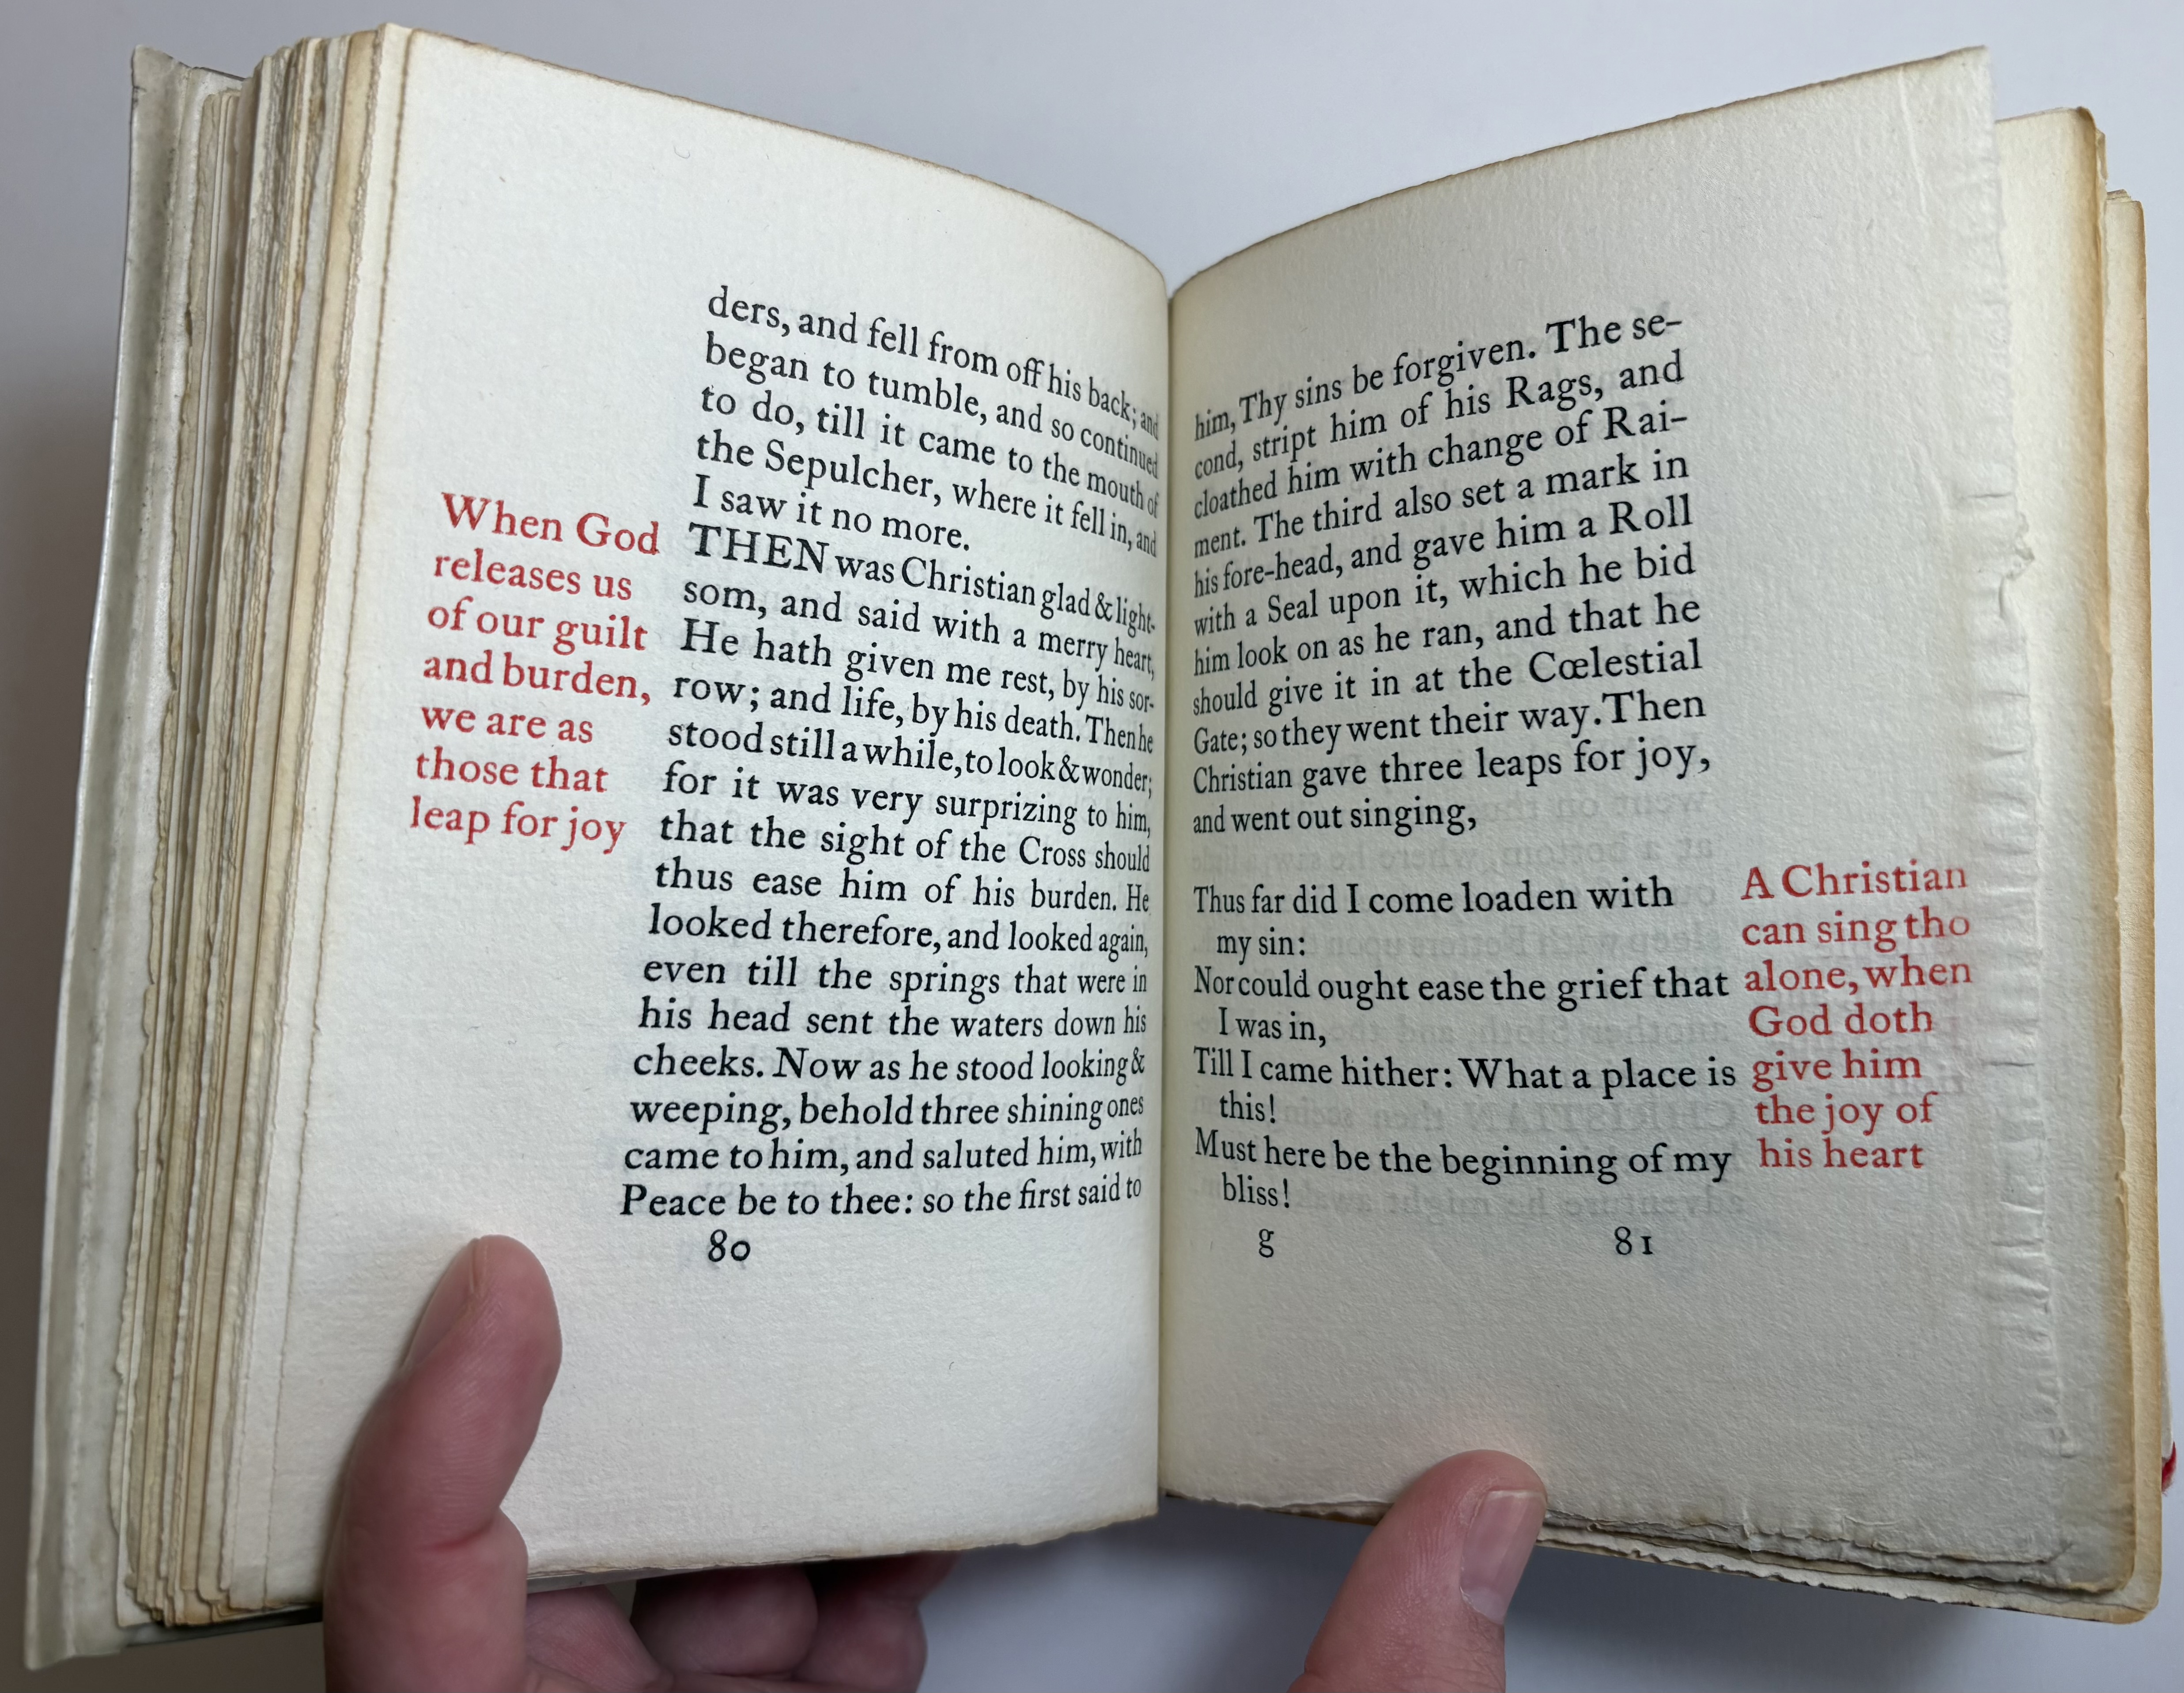 ders, and fell from off his back; and
began to tumble, and so continued
to do, till it came to the mouth of
the Sepulcher, where it fell in, and
I saw it no more.
When God
releases us
of our guilt
and burden,
we are as
those that
leap for joy
THEN was Christian glad & light-
som, and said with a merry heart,
He hath given me rest, by his sor-
row; and life, by his death. Then he
stood still a while, to look & wonder;
for it was very surprizing to him,
that the sight of the Cross should
thus ease him of his burden. He
looked therefore, and looked again,
even till the springs that were in
his head sent the waters down his
cheeks. Now as he stood looking &
weeping, behold three shining ones
came to him, and saluted him, with
Peace be to thee: so the first said to
80
him, Thy sins be forgiven. The se-
cond, stript him of his Rags, and
cloathed him with change of Rai-
ment. The third also set a mark in
his fore-head, and gave him a Roll
with a Seal upon it, which he bid
him look on as he ran, and that he
should give it in at the Cœlestial
Gate; so they went their way. Then
Christian gave three leaps for joy,
and went out singing,
Thus far did I come loaden with
my sin:
Nor could ought ease the grief that
I was in,
Till I came hither: What a place is
this!
Must here be the beginning of my
bliss!
A Christian
can sing tho
alone, when
God doth
give him
the joy of
his heart
g
81